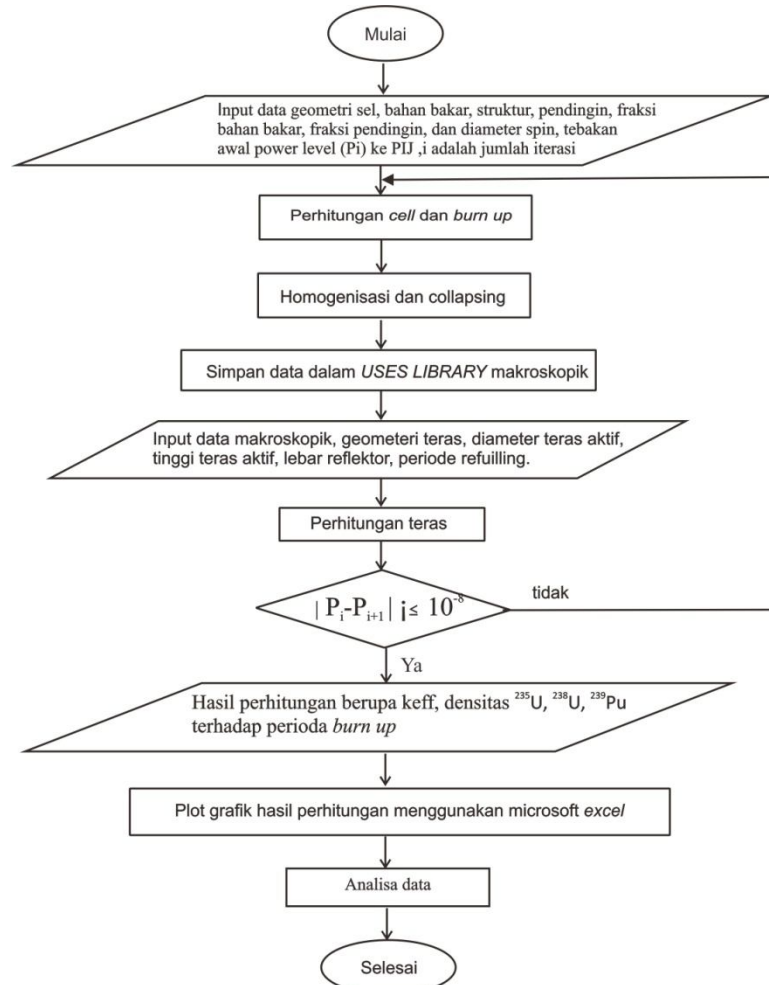 Mulai
Input data geometri sel, bahan bakar, struktur, pendingin, fraksi
bahan bakar, fraksi pendingin, dan diameter spin, tebakan
awal power level (Pi) ke PIJ ,i adalah jumlah iterasi
Perhitungan cell dan burn up
Homogenisasi dan collapsing
Simpan data dalam USES LIBRARY makroskopik
Input data makroskopik, geometeri teras, diameter teras aktif,
tinggi teras aktif, lebar reflektor, periode refuilling.
Perhitungan teras
| Pᵢ-Pᵢ₊₁| ¡≤ 10⁻⁸
tidak
Ya
Hasil perhitungan berupa keff, densitas ²³⁵U, ²³⁸U, ²³⁹Pu
terhadap perioda burn up
Plot grafik hasil perhitungan menggunakan microsoft excel
Analisa data
Selesai